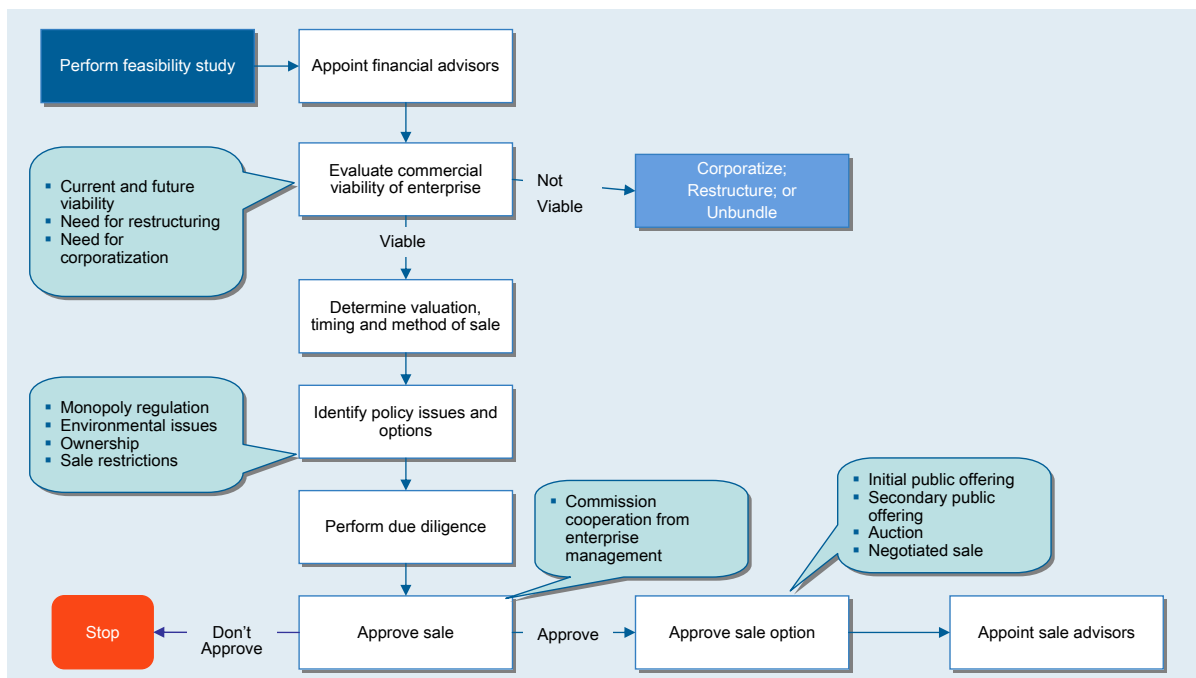 Perform feasibility study
Appoint financial advisors
Evaluate commercial
viability of enterprise
Not
Viable
Corporatize;
Restructure; or
Unbundle
▪ Current and future
viability
▪ Need for restructuring
▪ Need for
corporatization
Viable
Determine valuation,
timing and method of sale
▪ Monopoly regulation
▪ Environmental issues
▪ Ownership
▪ Sale restrictions
Identify policy issues and
options
Perform due diligence
▪ Commission
cooperation from
enterprise
management
▪ Initial public offering
▪ Secondary public
offering
▪ Auction
▪ Negotiated sale
Stop
Don't
Approve
Approve sale
Approve
Approve sale option
Appoint sale advisors